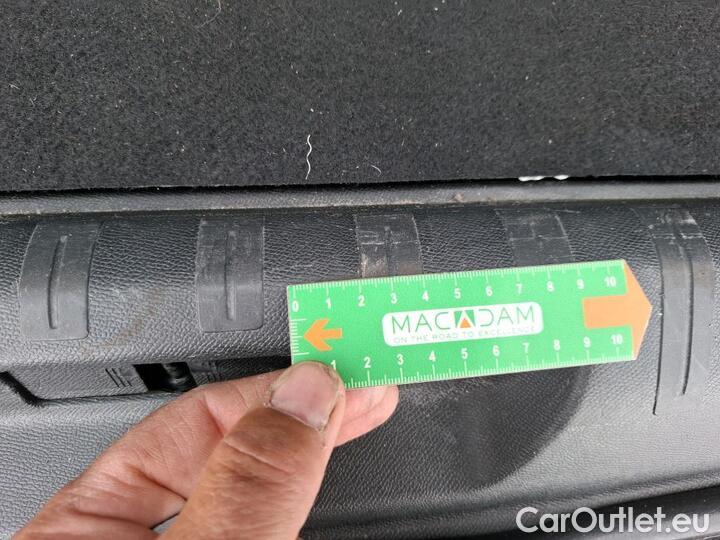 0 1 2 3 4 5 6 7 8 9 10
MACADAM
ON THE ROAD TO EXCELLENCE
1 2 3 4 5 6 7 8 9 10
CarOutlet.eu